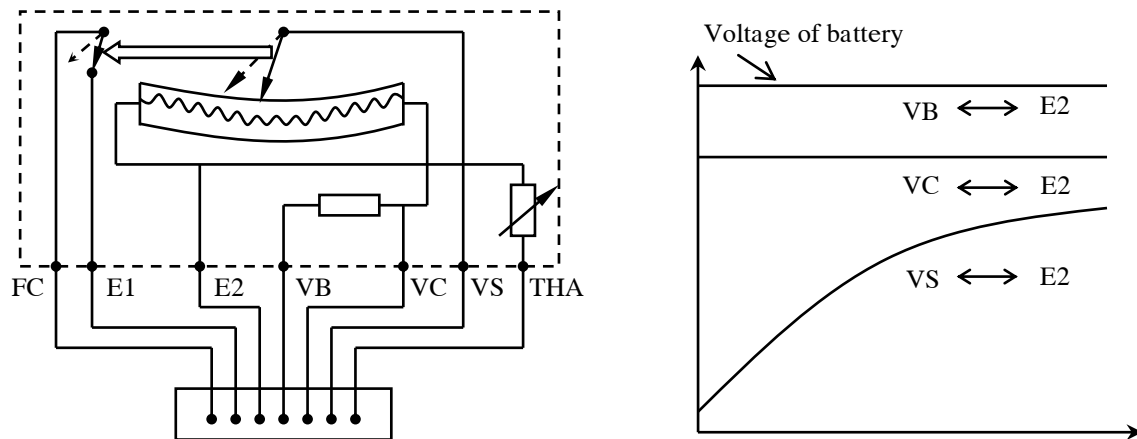 FC E1 E2 VB VC VS THA
Voltage of battery
VB E2
VC E2
VS E2